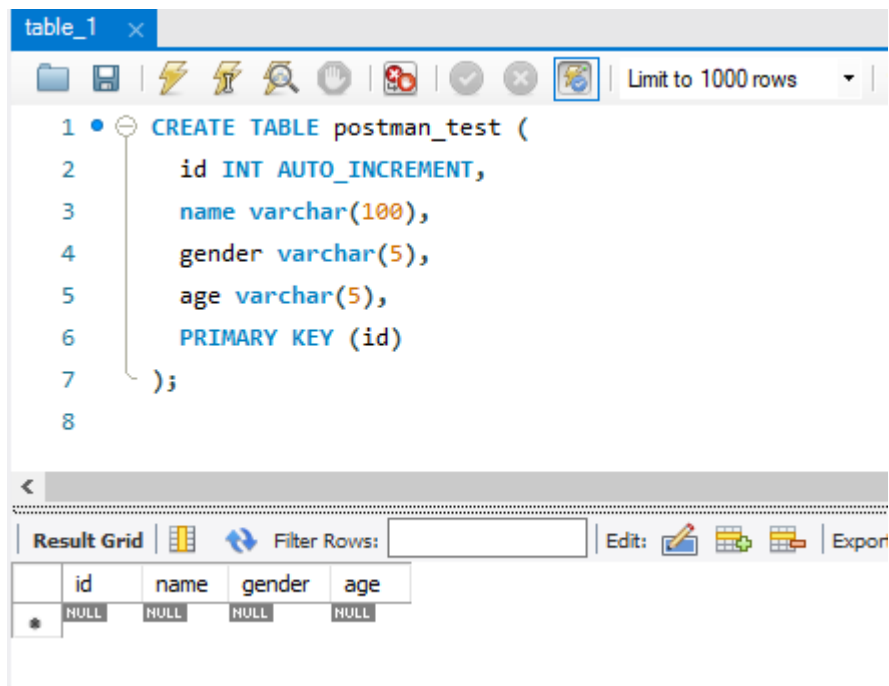 table_1
Limit to 1000 rows
1 CREATE TABLE postman_test (
2 id INT AUTO_INCREMENT,
3 name varchar(100),
4 gender varchar(5),
5 age varchar(5),
6 PRIMARY KEY (id)
7 );
8
Result Grid Filter Rows: Edit: Export
id name gender age
NULL NULL NULL NULL